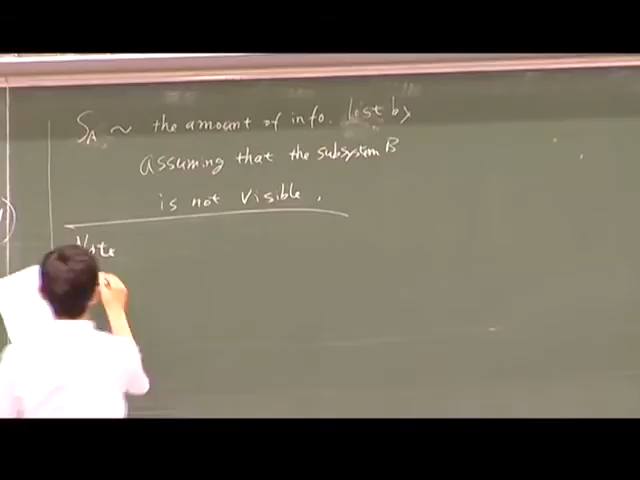 S_A ~ the amount of info. lost by
assuming that the subsystem B
is not visible.
Note